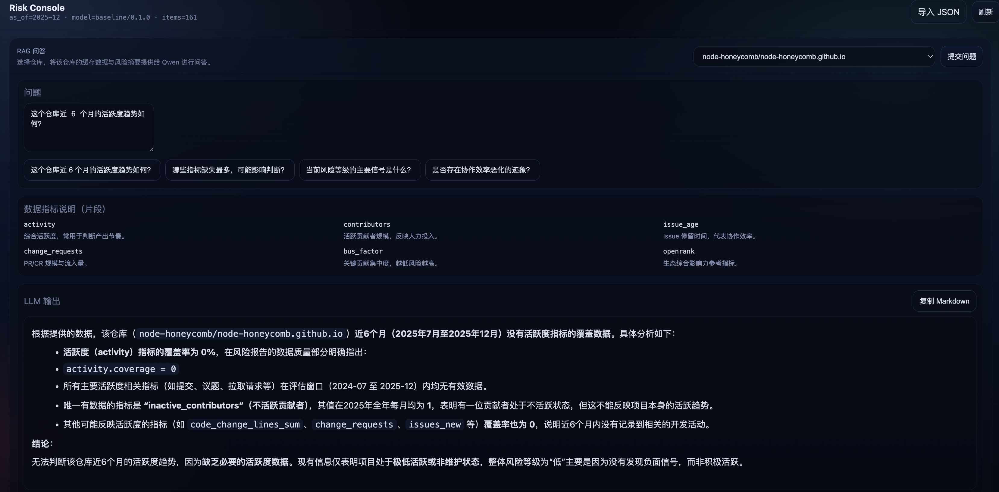 Risk Console
as_of=2025-12 · model=baseline/0.1.0 · items=161
导入 JSON
刷新
RAG 问答
选择仓库，将该仓库的缓存数据与风险摘要提供给 Qwen 进行问答。
node-honeycomb/node-honeycomb.github.io
提交问题
问题
这个仓库近 6 个月的活跃度趋势如
何？
这个仓库近 6 个月的活跃度趋势如何？
哪些指标缺失最多，可能影响判断？
当前风险等级的主要信号是什么？
是否存在协作效率恶化的迹象？
数据指标说明（片段）
activity
综合活跃度，常用于判断产出节奏。
contributors
活跃贡献者规模，反映人力投入。
issue_age
Issue 停留时间，代表协作效率。
change_requests
PR/CR 规模与流入量。
bus_factor
关键贡献集中度，越低风险越高。
openrank
生态综合影响力参考指标。
LLM 输出
复制 Markdown
根据提供的数据，该仓库（node-honeycomb/node-honeycomb.github.io）近6个月（2025年7月至2025年12月）没有活跃度指标的覆盖数据。具体分析如下：
• 活跃度（activity）指标的覆盖率为 0%，在风险报告的数据质量部分明确指出：
• activity.coverage = 0
• 所有主要活跃度相关指标（如提交、议题、拉取请求等）在评估窗口（2024-07 至 2025-12）内均无有效数据。
• 唯一有数据的指标是 “inactive_contributors”（不活跃贡献者），其值在2025年全年每月均为 1，表明有一位贡献者处于不活跃状态，但这不能反映项目本身的活跃趋势。
• 其他可能反映活跃度的指标（如 code_change_lines_sum、change_requests、issues_new 等）覆盖率也为 0，说明近6个月内没有记录到相关的开发活动。
结论：
无法判断该仓库近6个月的活跃度趋势，因为缺乏必要的活跃度数据。现有信息仅表明项目处于极低活跃或非维护状态，整体风险等级为“低”主要是因为没有发现负面信号，而非积极活跃。